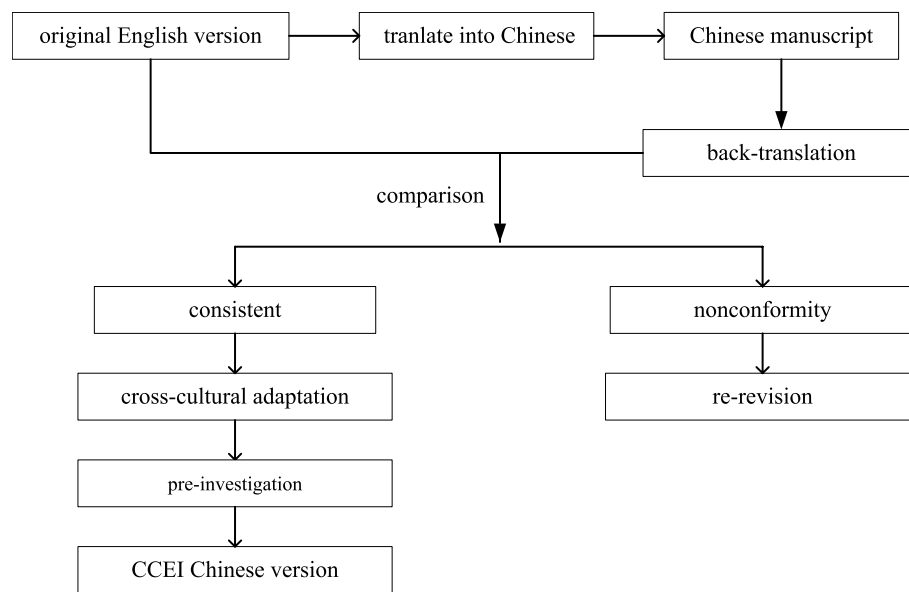 original English version
tranlate into Chinese
Chinese manuscript
back-translation
comparison
consistent
nonconformity
cross-cultural adaptation
re-revision
pre-investigation
CCEI Chinese version